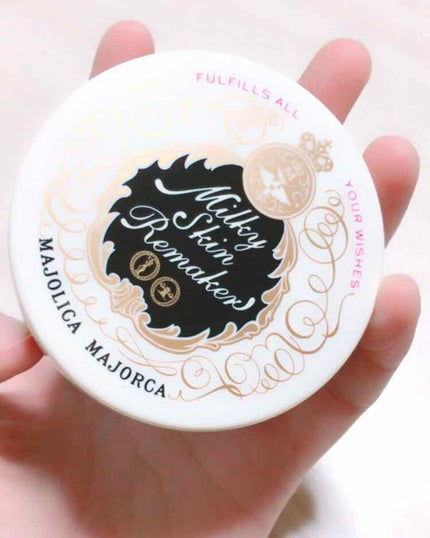 FULFILLS ALL
YOUR WISHES
Milky
Skin
Remaker
MAJOLICA MAJORCA